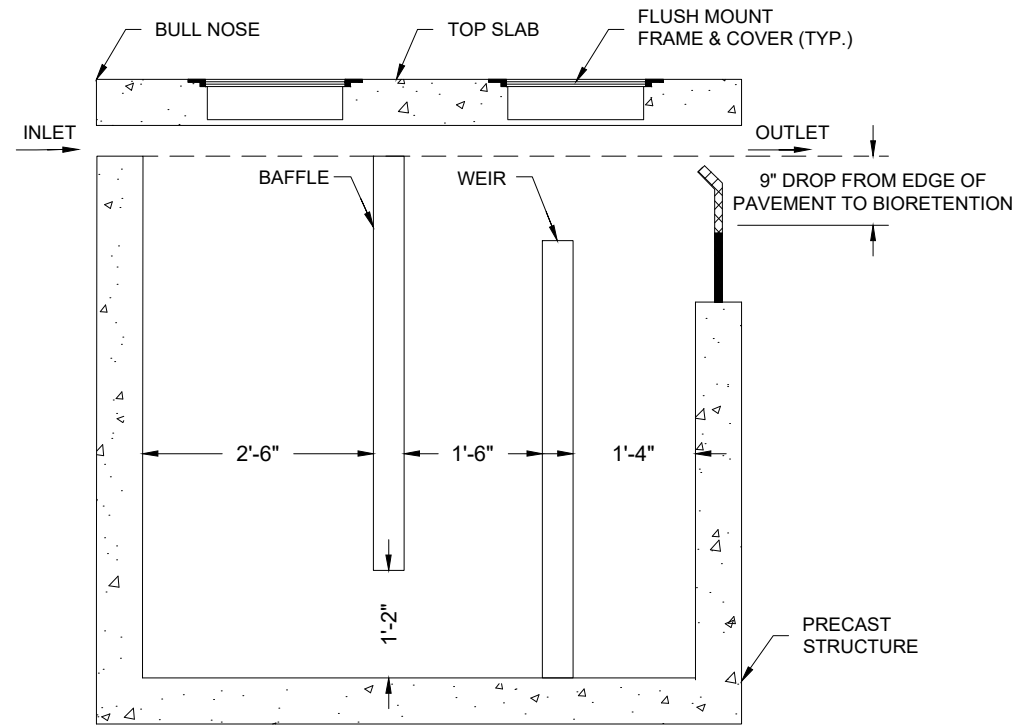 BULL NOSE
TOP SLAB
FLUSH MOUNT
FRAME & COVER (TYP.)
INLET
OUTLET
BAFFLE
WEIR
9" DROP FROM EDGE OF
PAVEMENT TO BIORETENTION
2'-6"
1'-6"
1'-4"
1'-2"
PRECAST
STRUCTURE